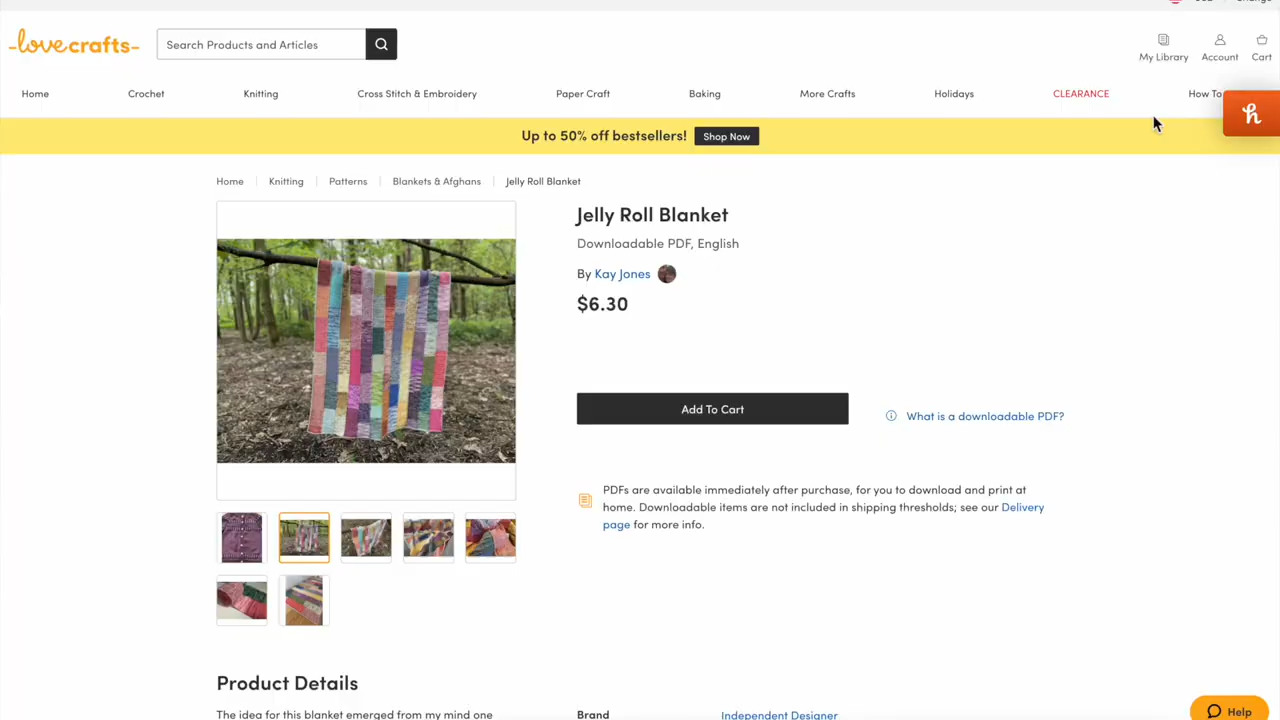 -lovecrafts-
Search Products and Articles
My Library
Account
Cart
Home
Crochet
Knitting
Cross Stitch & Embroidery
Paper Craft
Baking
More Crafts
Holidays
CLEARANCE
How To
h
Up to 50% off bestsellers!
Shop Now
Home
Knitting
Patterns
Blankets & Afghans
Jelly Roll Blanket
Jelly Roll Blanket
Downloadable PDF, English
By Kay Jones
$6.30
Add To Cart
What is a downloadable PDF?
PDFs are available immediately after purchase, for you to download and print at
home. Downloadable items are not included in shipping thresholds; see our Delivery
page for more info.
Product Details
The idea for this blanket emerged from my mind one
Brand
Independent Designer
Help